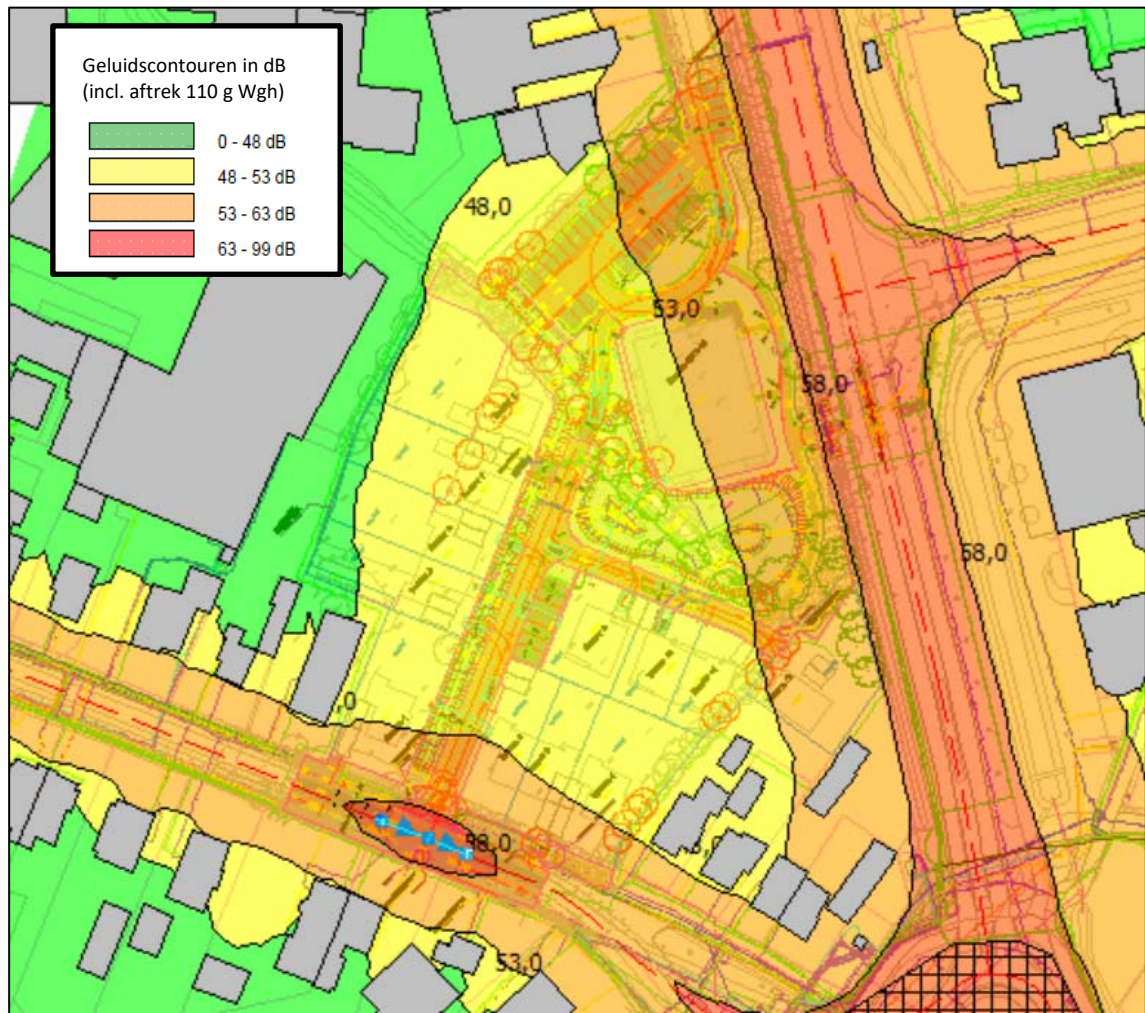 Geluidscontouren in dB
(incl. aftrek 110 g Wgh)
0 - 48 dB
48 - 53 dB
53 - 63 dB
63 - 99 dB
48,0
53,0
58,0
58,0
58,0
53,0